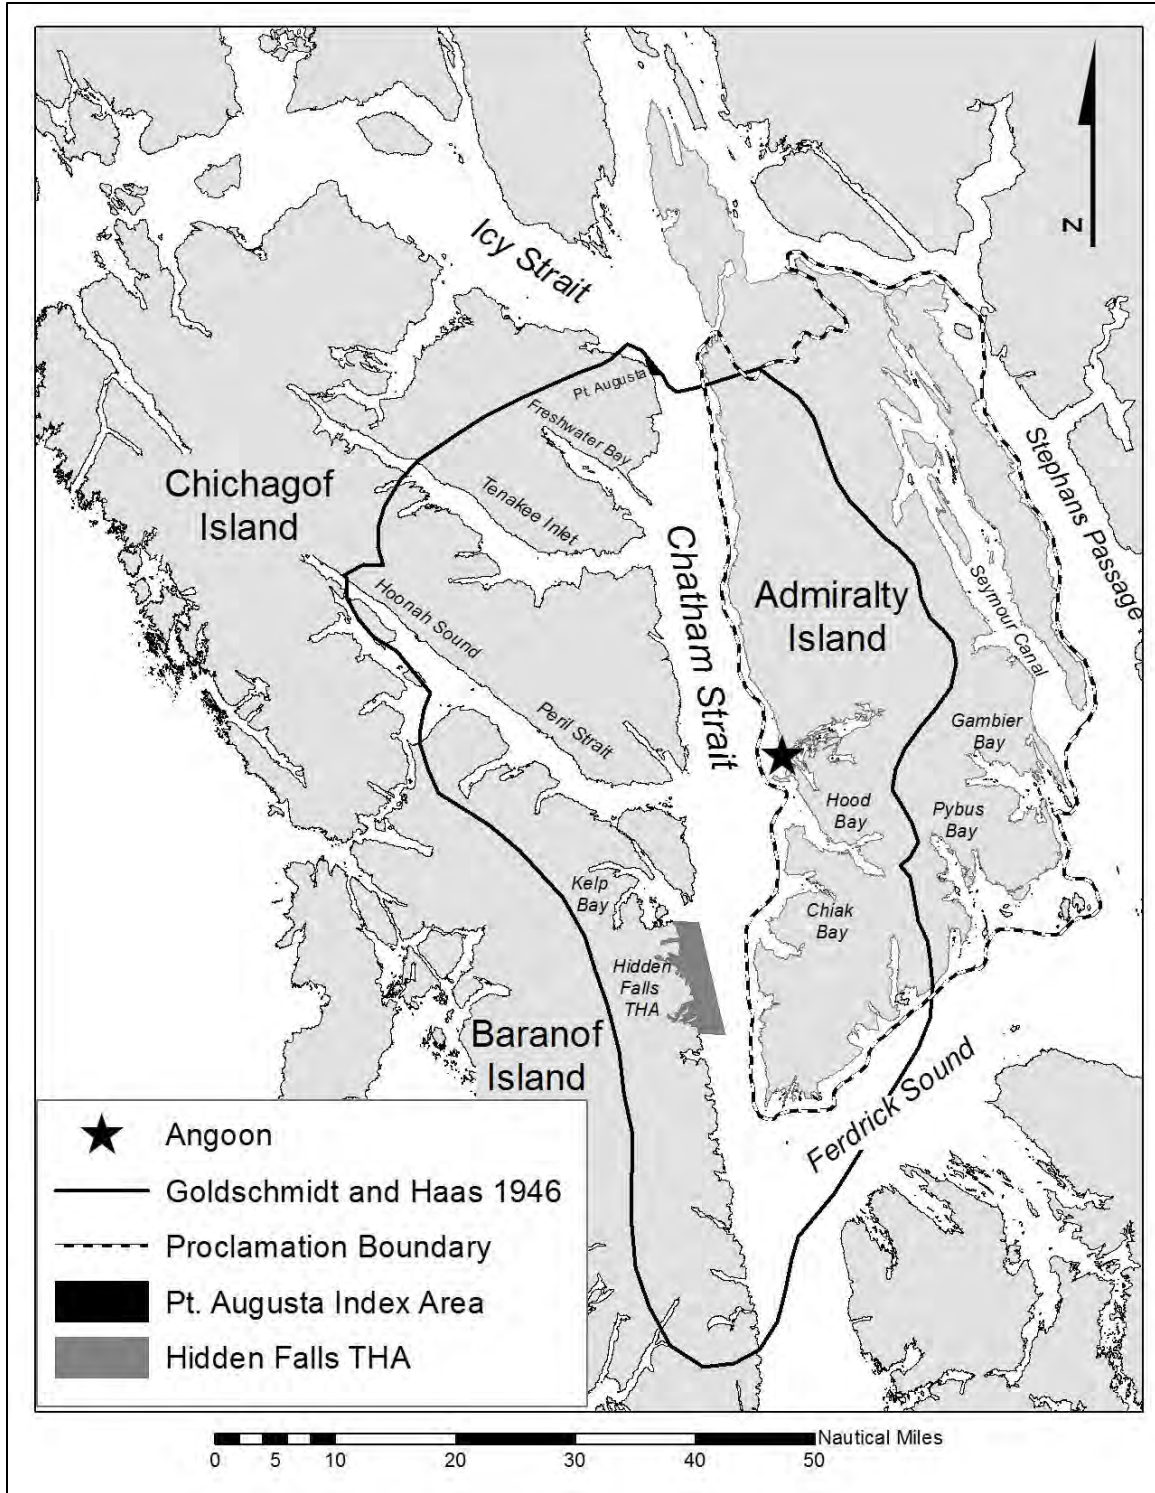 N
Icy Strait
Pt. Augusta
Freshwater Bay
Chichagof
Island
Tenakee Inlet
Stephans Passage
Chatham Strait
Hoonah Sound
Seymour Canal
Admiralty
Island
Peril Strait
Gambier
Bay
Hood
Bay
Pybus
Bay
Kelp
Bay
Chiak
Bay
Hidden
Falls
THA
Baranof
Island
Ferdrick Sound
Angoon
Goldschmidt and Haas 1946
Proclamation Boundary
Pt. Augusta Index Area
Hidden Falls THA
Nautical Miles
0 5 10 20 30 40 50